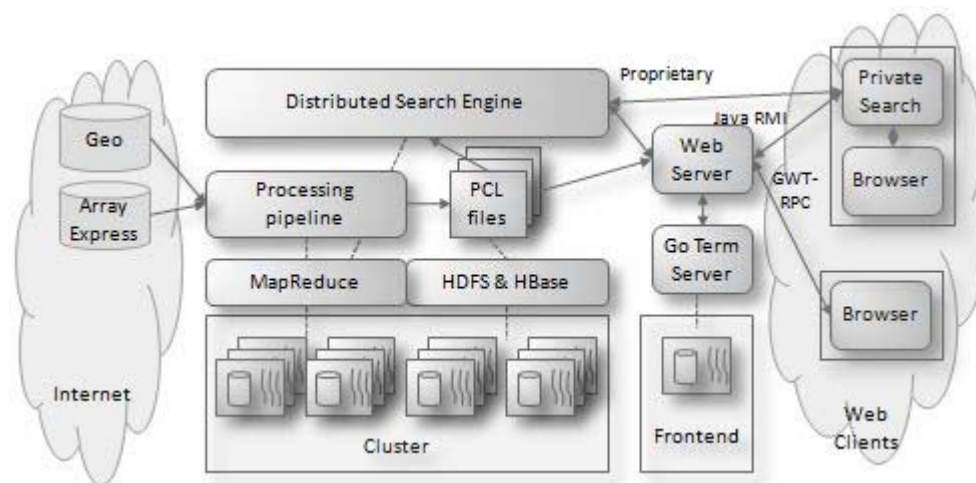 Proprietary
Private
Search
Distributed Search Engine
Geo
Java RMI
Web
Server
Processing
pipeline
PCL
files
Browser
GWT-
RPC
Array
Express
Go Term
Server
MapReduce
HDFS & HBase
Browser
Internet
Cluster
Frontend
Web
Clients